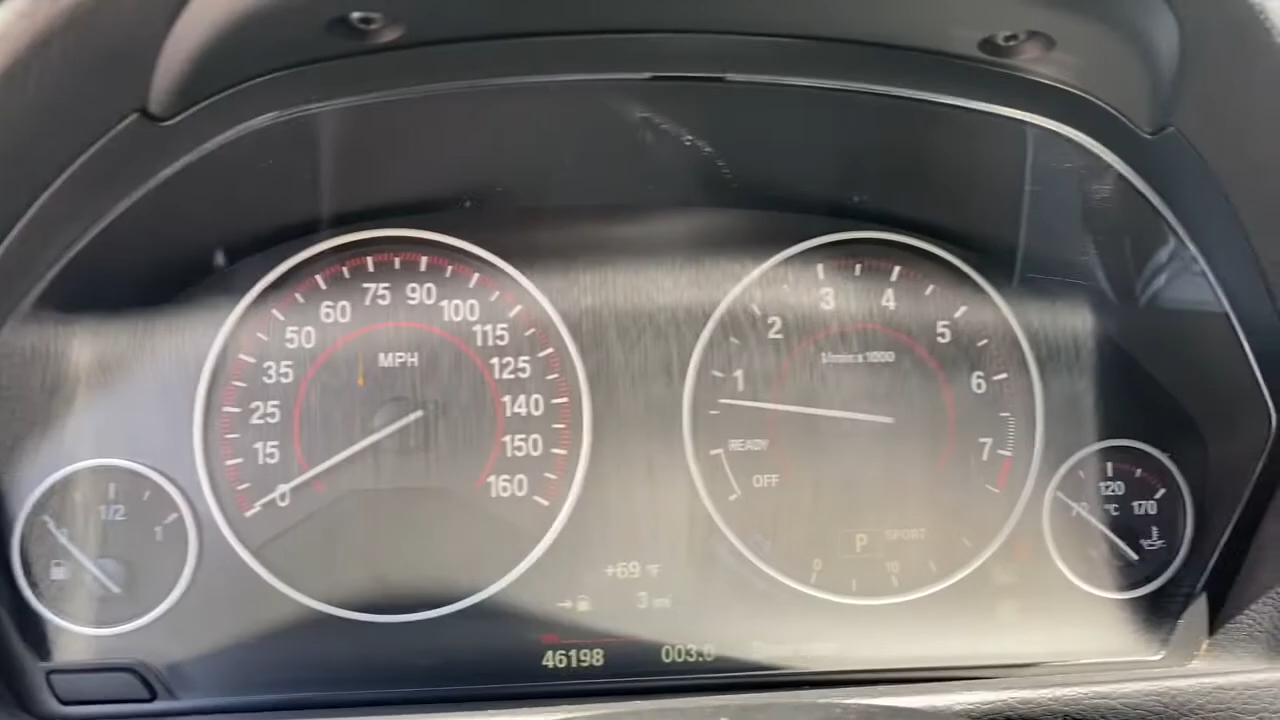 0 15 25 35 50 60 75 90 100 115 125 140 150 160
MPH
1 2 3 4 5 6 7
1/min x 1000
READY
OFF
P SPORT
0 10
1/2 1
120
170
°C
+69 °F
3 mi
46198 003.0